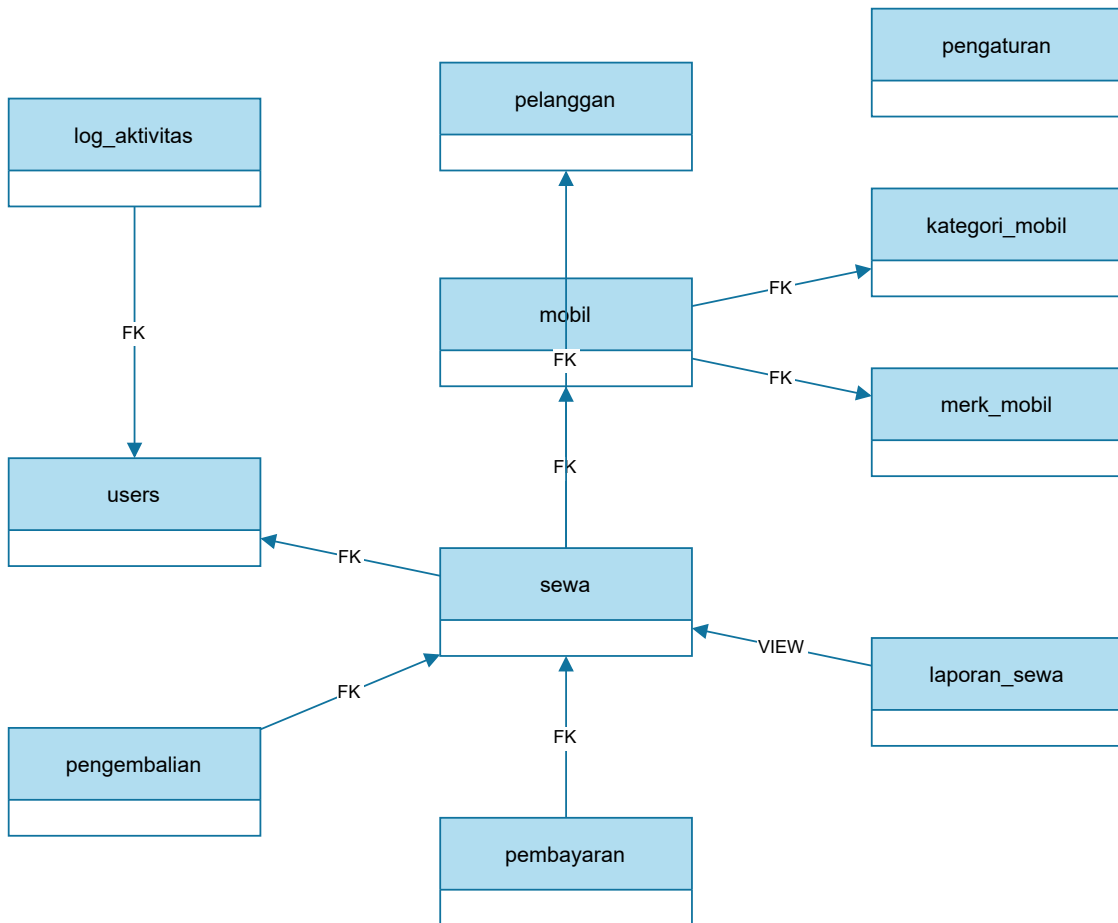 pengaturan
pelanggan
log_aktivitas
kategori_mobil
FK
mobil
FK
FK
FK
merk_mobil
FK
users
FK
sewa
VIEW
laporan_sewa
FK
FK
pengembalian
pembayaran